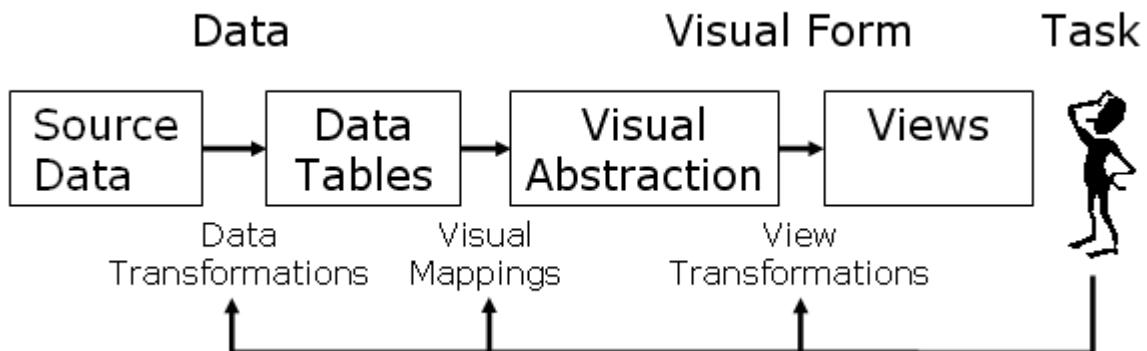 Data
Visual Form
Task
Source
Data
Data
Tables
Visual
Abstraction
Views
Data
Transformations
Visual
Mappings
View
Transformations